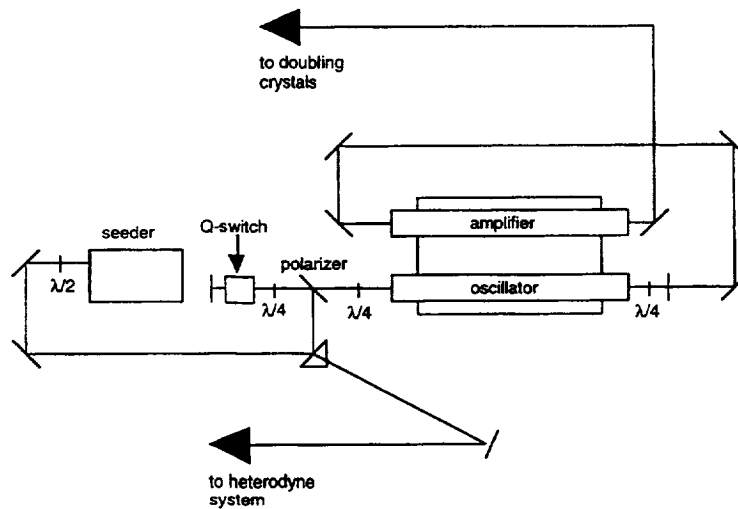 to doubling
crystals
amplifier
seeder
Q-switch
polarizer
oscillator
λ/2
λ/4
λ/4
λ/4
to heterodyne
system